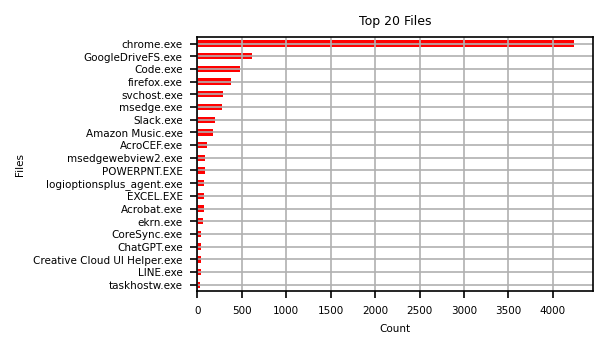 Top 20 Files
chrome.exe
GoogleDriveFS.exe
Code.exe
firefox.exe
svchost.exe
msedge.exe
Slack.exe
Amazon Music.exe
AcroCEF.exe
msedgewebview2.exe
POWERPNT.EXE
logioptionsplus_agent.exe
EXCEL.EXE
Acrobat.exe
ekrn.exe
CoreSync.exe
ChatGPT.exe
Creative Cloud UI Helper.exe
LINE.exe
taskhostw.exe
Files
0 500 1000 1500 2000 2500 3000 3500 4000
Count